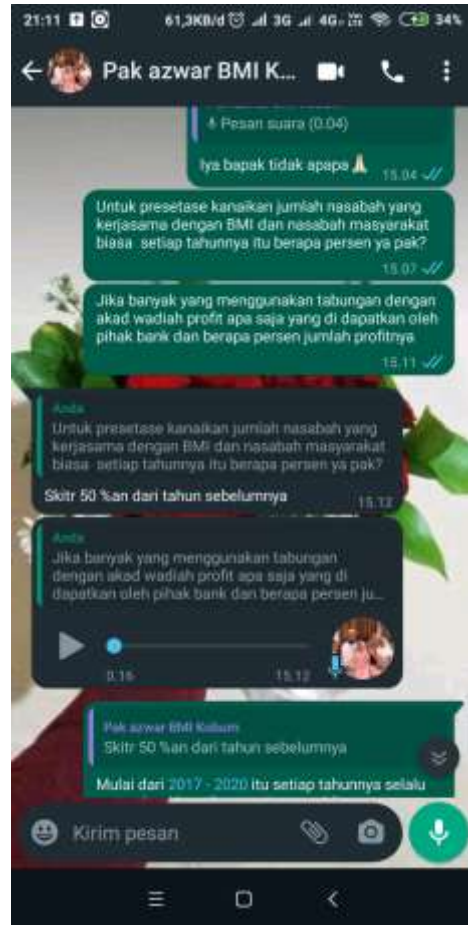 21:11 61,3KB/d 3G 4G 34%
Pak azwar BMI K...
Pesan suara (0.04)
Iya bapak tidak apapa 🙏🏻 15.04
Untuk presetase kanaikan jumlah nasabah yang
kerjasama dengan BMI dan nasabah masyarakat
biasa setiap tahunnya itu berapa persen ya pak?
15.07
Jika banyak yang menggunakan tabungan dengan
akad wadiah profit apa saja yang di dapatkan oleh
pihak bank dan berapa persen jumlah profitnya
15.11
Anda
Untuk presetase kanaikan jumlah nasabah yang
kerjasama dengan BMI dan nasabah masyarakat
biasa setiap tahunnya itu berapa persen ya pak?
Skitr 50 %an dari tahun sebelumnya 15.12
Anda
Jika banyak yang menggunakan tabungan
dengan akad wadiah profit apa saja yang di
dapatkan oleh pihak bank dan berapa persen ju...
0.16 15.12
Pak azwar BMI Kobum
Skitr 50 %an dari tahun sebelumnya
Mulai dari 2017 - 2020 itu setiap tahunnya selalu
Kirim pesan